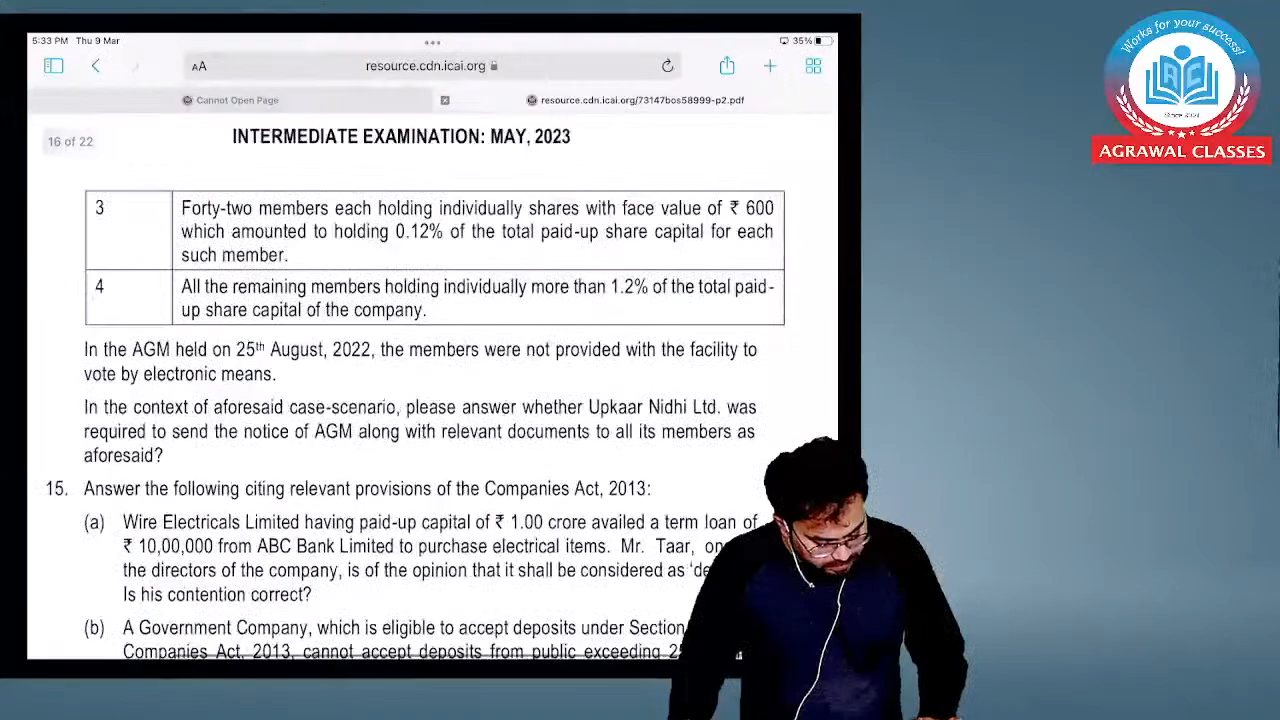 5:33 PM Thu 9 Mar
35%
AA
resource.cdn.icai.org
Cannot Open Page
resource.cdn.icai.org/73147bos58999-p2.pdf
16 of 22
INTERMEDIATE EXAMINATION: MAY, 2023
3
Forty-two members each holding individually shares with face value of ₹ 600
which amounted to holding 0.12% of the total paid-up share capital for each
such member.
4
All the remaining members holding individually more than 1.2% of the total paid-
up share capital of the company.
In the AGM held on 25th August, 2022, the members were not provided with the facility to
vote by electronic means.
In the context of aforesaid case-scenario, please answer whether Upkaar Nidhi Ltd. was
required to send the notice of AGM along with relevant documents to all its members as
aforesaid?
15. Answer the following citing relevant provisions of the Companies Act, 2013:
(a) Wire Electricals Limited having paid-up capital of ₹ 1.00 crore availed a term loan of
₹ 10,00,000 from ABC Bank Limited to purchase electrical items. Mr. Taar,
the directors of the company, is of the opinion that it shall be considered as
Is his contention correct?
(b) A Government Company, which is eligible to accept deposits under Section
Companies Act, 2013, cannot accept deposits from public exceeding
Works for your success!
AC
Since 2001
AGRAWAL CLASSES